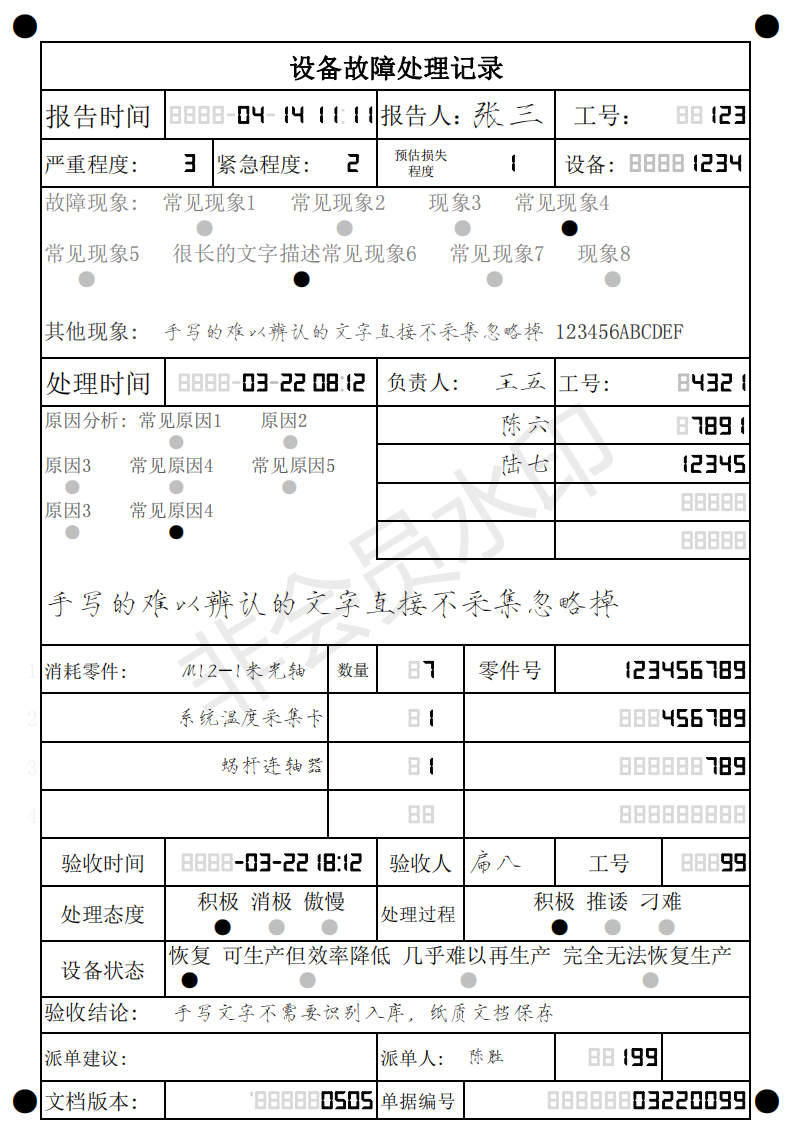 设备故障处理记录
报告时间 8888-04-14 11:11 报告人: 张三 工号: 88123
严重程度: 3 紧急程度: 2 预估损失程度 1 设备: 88881234
故障现象: 常见现象1 常见现象2 现象3 常见现象4
常见现象5 很长的文字描述常见现象6 常见现象7 现象8
其他现象: 手写的难以辨认的文字直接不采集忽略掉 123456ABCDEF
处理时间 8888-03-22 08:12 负责人: 王五 工号: 84321
原因分析: 常见原因1 原因2 陈六 87891
原因3 常见原因4 常见原因5 陆七 12345
原因3 常见原因4 88888
88888
手写的难以辨认的文字直接不采集忽略掉
非会员水印
1 消耗零件: M12-1米光轴 数量 87 零件号 123456789
2 系统温度采集卡 81 888456789
3 蜗杆连轴器 81 888888789
4 88 888888888
验收时间 8888-03-22 18:12 验收人 扁八 工号 88899
处理态度 积极 消极 傲慢 处理过程 积极 推诿 刁难
设备状态 恢复 可生产但效率降低 几乎难以再生产 完全无法恢复生产
验收结论: 手写文字不需要识别入库，纸质文档保存
派单建议: 派单人: 陈胜 88199
文档版本: '888880505 单据编号 88888803220099